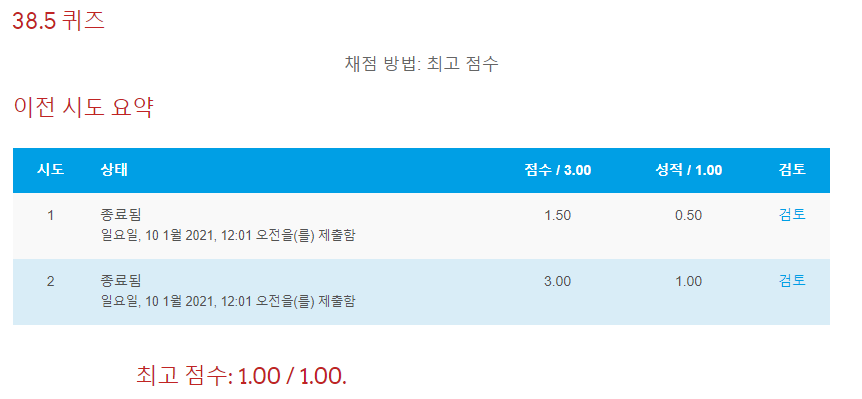 38.5 퀴즈
채점 방법: 최고 점수
이전 시도 요약
시도 상태 점수 / 3.00 성적 / 1.00 검토
1 종료됨 1.50 0.50 검토
일요일, 10 1월 2021, 12:01 오전을(를) 제출함
2 종료됨 3.00 1.00 검토
일요일, 10 1월 2021, 12:01 오전을(를) 제출함
최고 점수: 1.00 / 1.00.